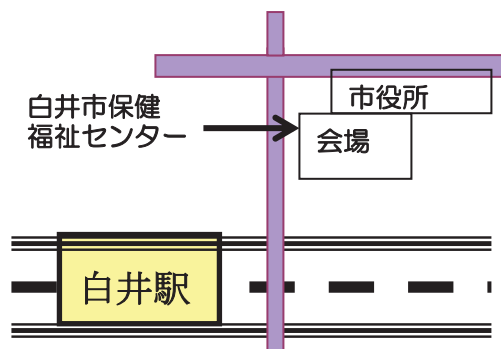 市役所
白井市保健
福祉センター
会場
白井駅